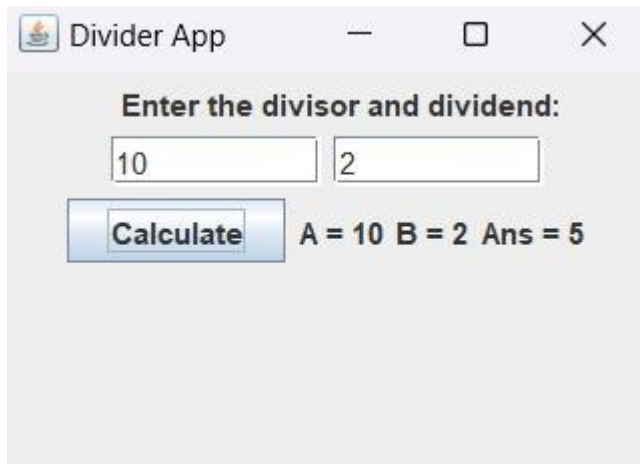 Divider App
Enter the divisor and dividend:
10 2
Calculate A = 10 B = 2 Ans = 5